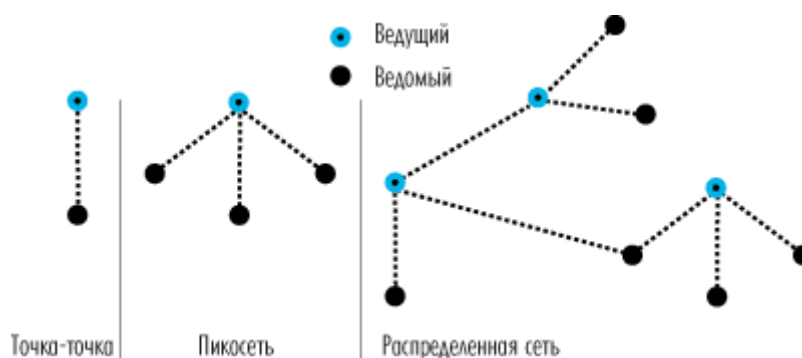 Ведущий
Ведомый
Точка-точка
Пикосеть
Распределенная сеть